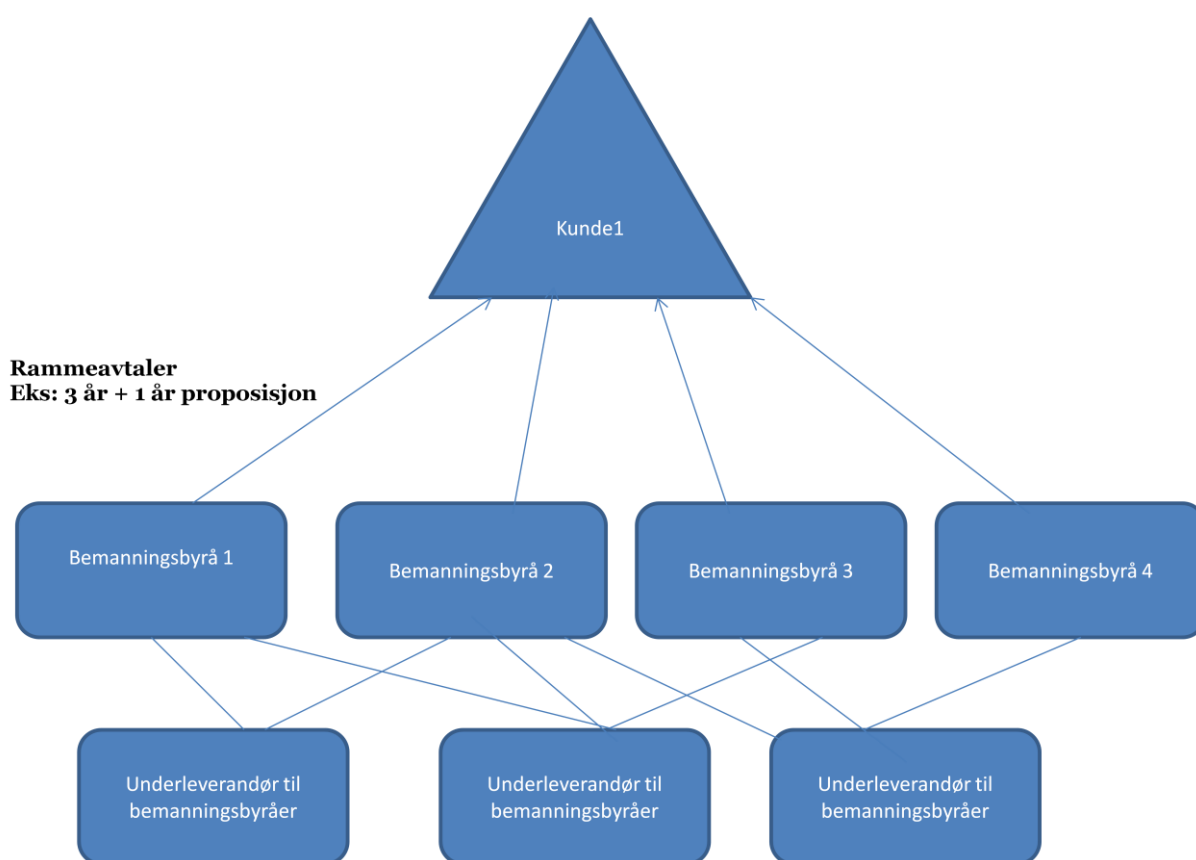 Kunde1
Rammeavtaler
Eks: 3 år + 1 år proposisjon
Bemanningsbyrå 1
Bemanningsbyrå 2
Bemanningsbyrå 3
Bemanningsbyrå 4
Underleverandør til
bemanningsbyråer
Underleverandør til
bemanningsbyråer
Underleverandør til
bemanningsbyråer